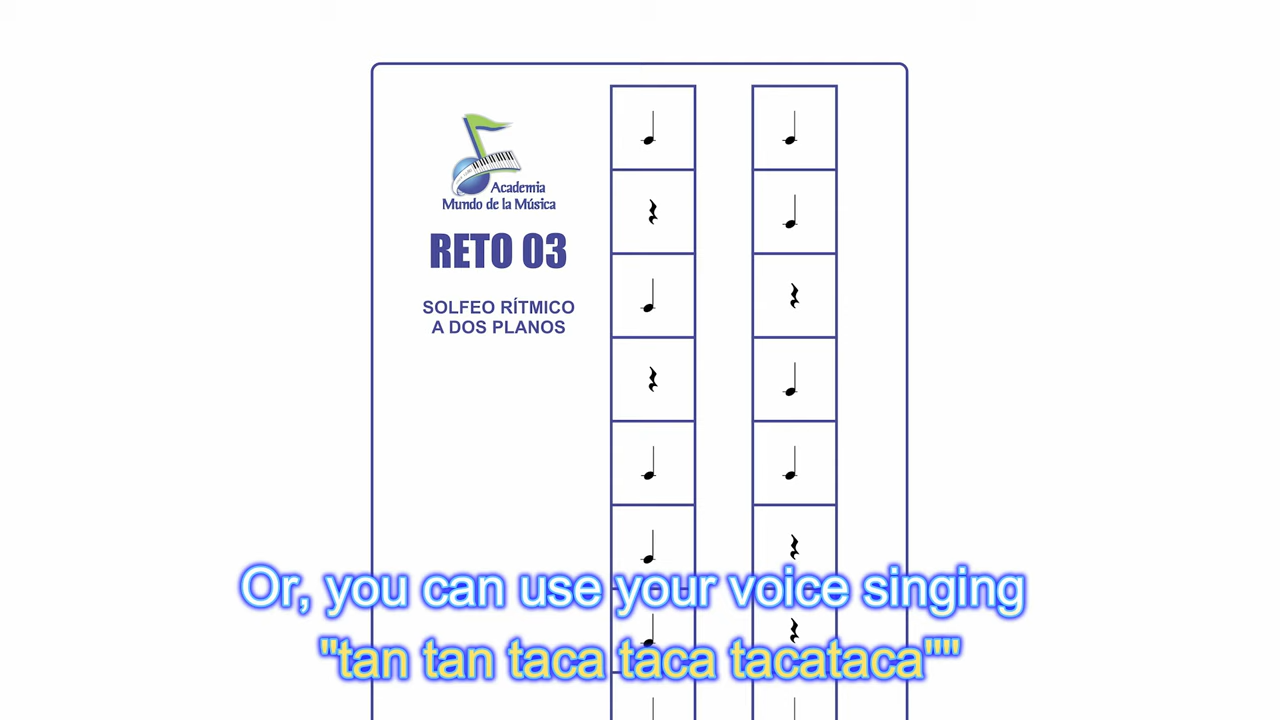 Academia
Mundo de la Música
RETO 03
SOLFEO RÍTMICO
A DOS PLANOS
Or, you can use your voice singing
"tan tan taca taca tacataca""